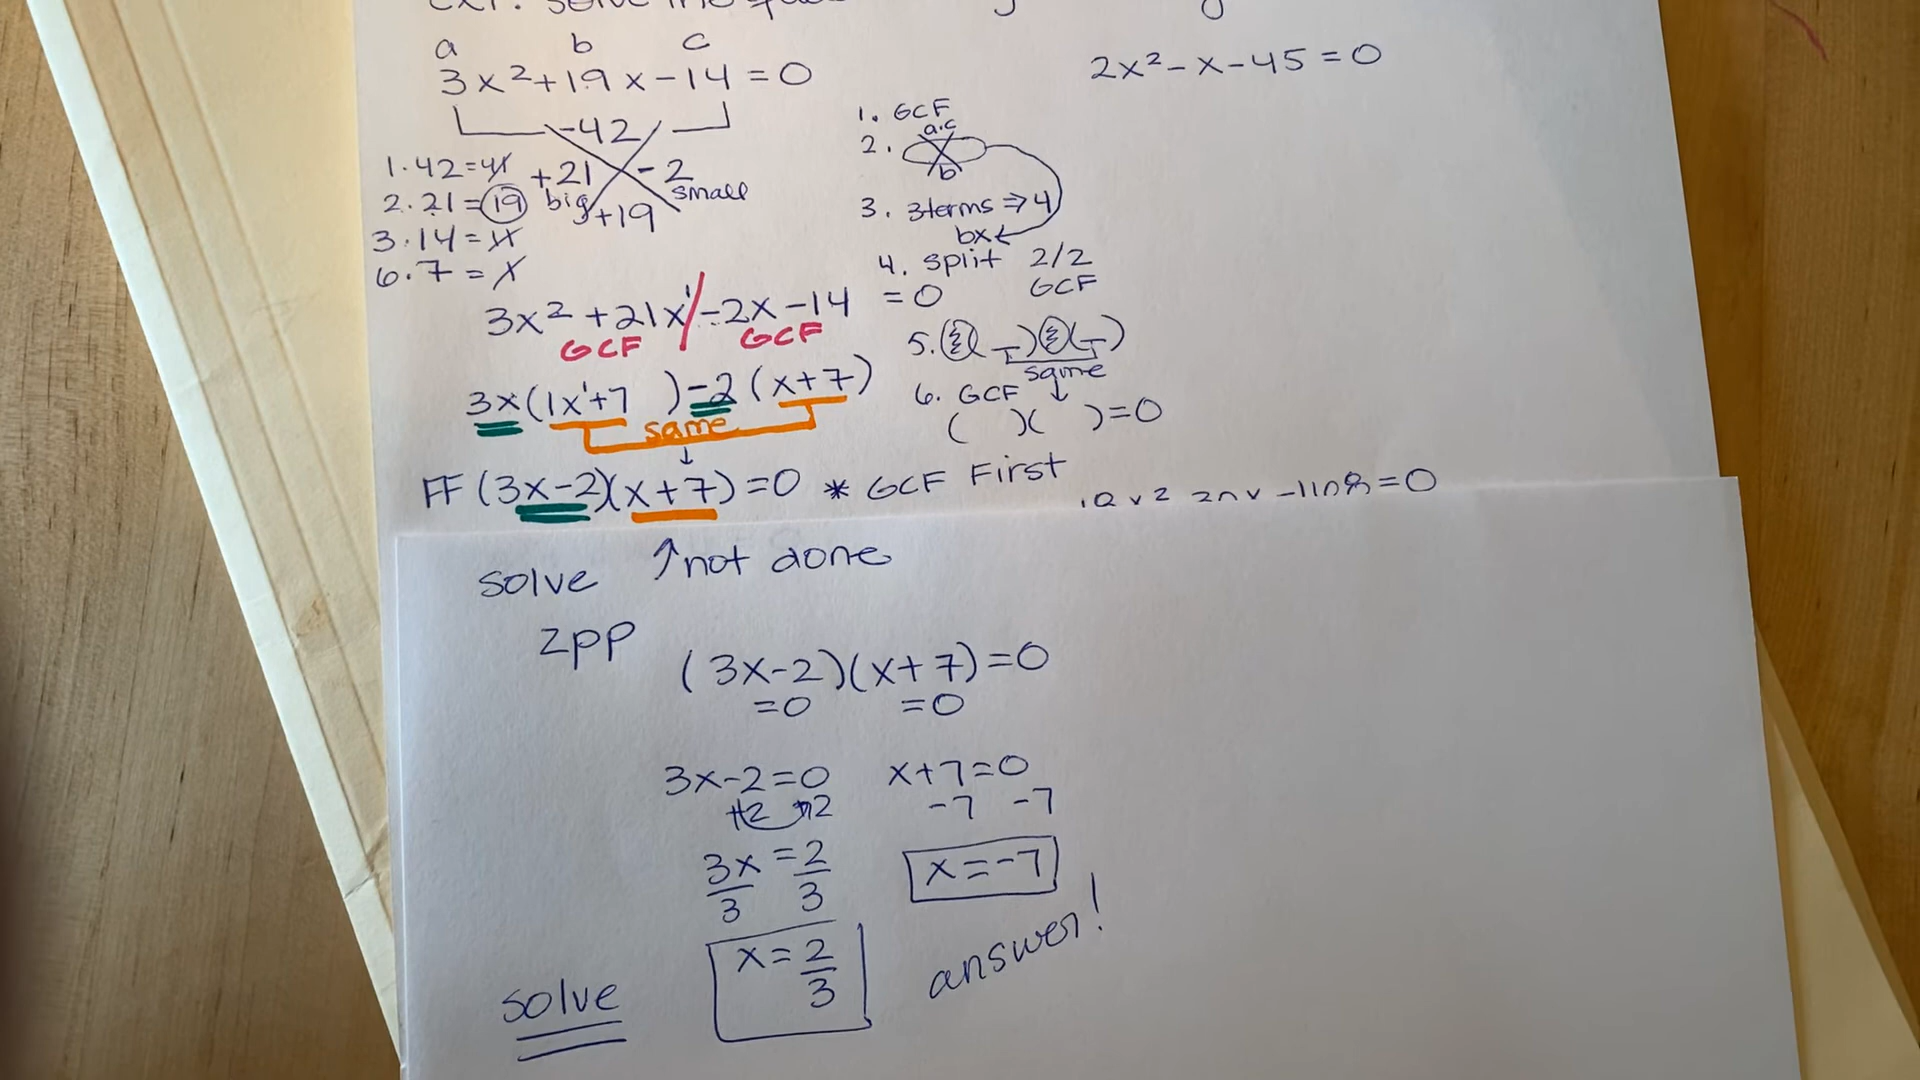 a b c
3x²+19x-14=0
-42
1.42=41
+21 -2
2.21=19 big small
+19
3.14=11
6.7=1
3x²+21x-2x-14 =0
GCF GCF
3x(1x+7 )-2(x+7)
same
↓
FF (3x-2)(x+7)=0 * GCF First
2x²-x-45=0
1. GCF
2. a.c
b
3. 3terms ⇒ 4
bx
4. split 2/2
GCF
5. ( _ ) ( _ )
same
6. GCF ↓
( )( )=0
=0
solve ↑not done
ZPP
(3x-2)(x+7)=0
=0 =0
3x-2=0 x+7=0
+2 +2 -7 -7
3x = 2
3 3
x=-7
x= 2
3
solve
answer!